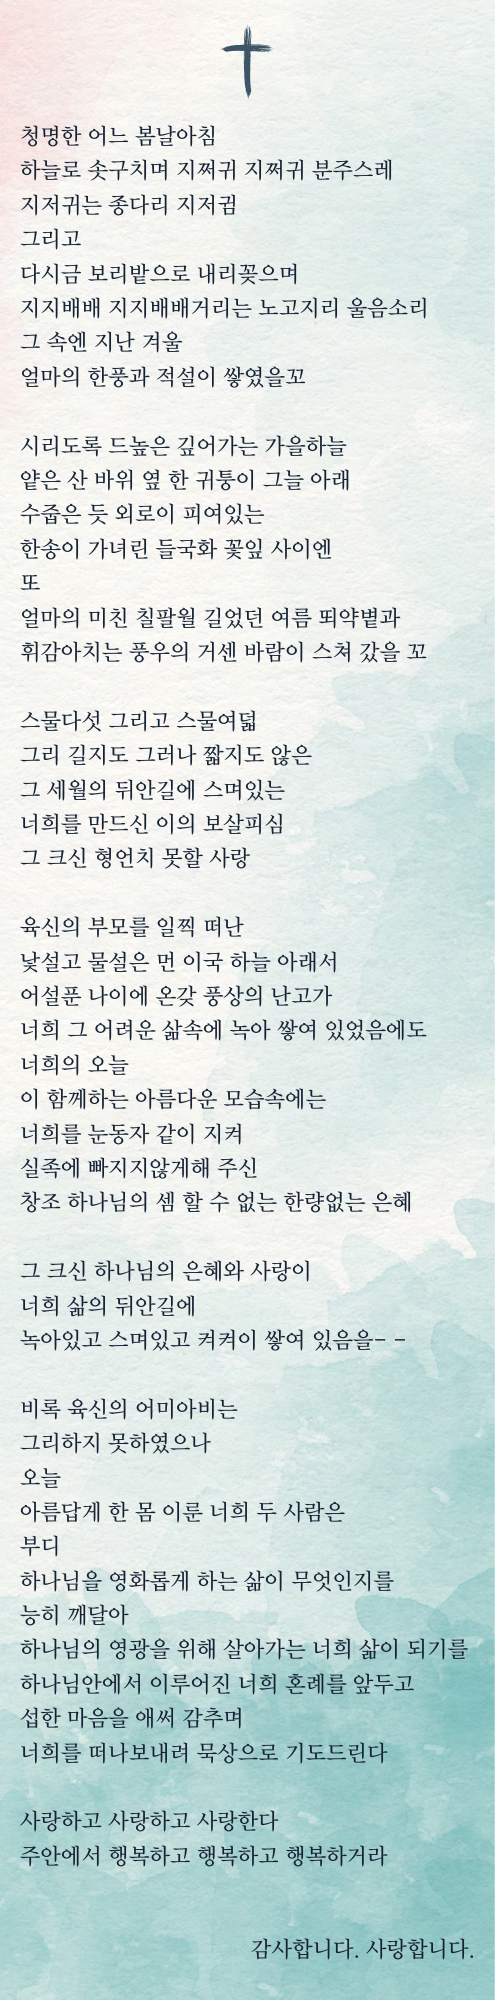 청명한 어느 봄날아침
하늘로 솟구치며 지쩌귀 지쩌귀 분주스레
지저귀는 종다리 지저귐
그리고
다시금 보리밭으로 내리꽂으며
지지배배 지지배배거리는 노고지리 울음소리
그 속엔 지난 겨울
얼마의 한풍과 적설이 쌓였을꼬

시리도록 드높은 깊어가는 가을하늘
얕은 산 바위 옆 한 귀퉁이 그늘 아래
수줍은 듯 외로이 피여있는
한송이 가녀린 들국화 꽃잎 사이엔
또
얼마의 미친 칠팔월 길었던 여름 뙤약볕과
휘감아치는 풍우의 거센 바람이 스쳐 갔을 꼬

스물다섯 그리고 스물여덟
그리 길지도 그러나 짧지도 않은
그 세월의 뒤안길에 스며있는
너희를 만드신 이의 보살피심
그 크신 형언치 못할 사랑

육신의 부모를 일찍 떠난
낯설고 물설은 먼 이국 하늘 아래서
어설푼 나이에 온갖 풍상의 난고가
너희 그 어려운 삶속에 녹아 쌓여 있었음에도
너희의 오늘
이 함께하는 아름다운 모습속에는
너희를 눈동자 같이 지켜
실족에 빠지지않게해 주신
창조 하나님의 셈 할 수 없는 한량없는 은혜

그 크신 하나님의 은혜와 사랑이
너희 삶의 뒤안길에
녹아있고 스며있고 켜켜이 쌓여 있음을- -

비록 육신의 어미아비는
그리하지 못하였으나
오늘
아름답게 한 몸 이룬 너희 두 사람은
부디
하나님을 영화롭게 하는 삶이 무엇인지를
능히 깨달아
하나님의 영광을 위해 살아가는 너희 삶이 되기를
하나님안에서 이루어진 너희 혼례를 앞두고
섭한 마음을 애써 감추며
너희를 떠나보내려 묵상으로 기도드린다

사랑하고 사랑하고 사랑한다
주안에서 행복하고 행복하고 행복하거라

감사합니다. 사랑합니다.